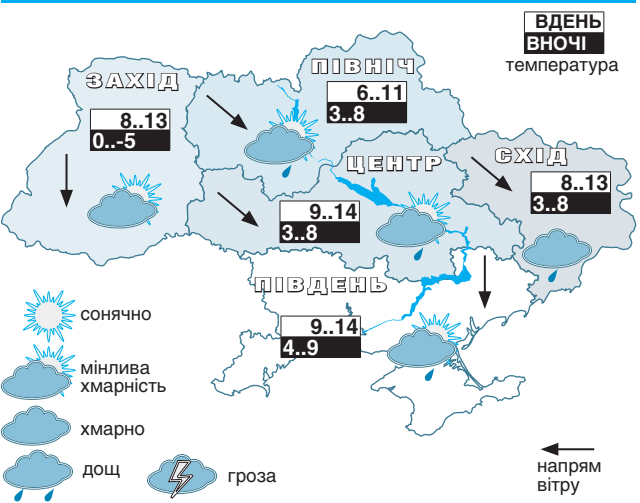 ВДЕНЬ
ВНОЧІ
температура
ЗАХІД
8..13
0..-5
ПІВНІЧ
6..11
3..8
ЦЕНТР
9..14
3..8
СХІД
8..13
3..8
ПІВДЕНЬ
9..14
4..9
сонячно
мінлива
хмарність
хмарно
дощ
гроза
напрям
вітру